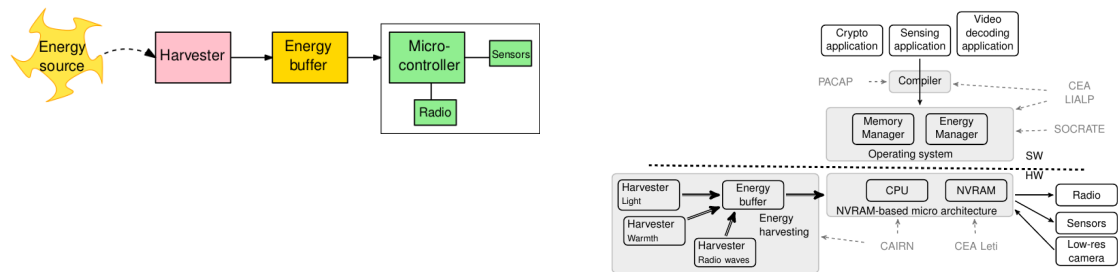 Energy
source
Harvester
Energy
buffer
Micro-
controller
Sensors
Radio
Crypto
application
Sensing
application
Video
decoding
application
PACAP
Compiler
CEA
LIALP
Memory
Manager
Energy
Manager
SOCRATE
Operating system
SW
HW
Harvester
Light
Energy
buffer
CPU
NVRAM
Radio
NVRAM-based micro architecture
Harvester
Warmth
Energy
harvesting
Sensors
Harvester
Radio waves
CAIRN
CEA Leti
Low-res
camera